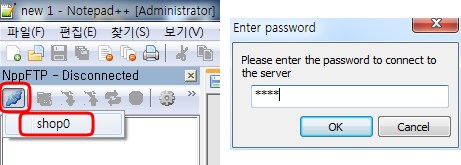 new 1 - Notepad++ [Administrator]
파일(F) 편집(E) 찾기(S) 보기(V)
NppFTP - Disconnected
shop0
Enter password
Please enter the password to connect to
the server
****
OK
Cancel